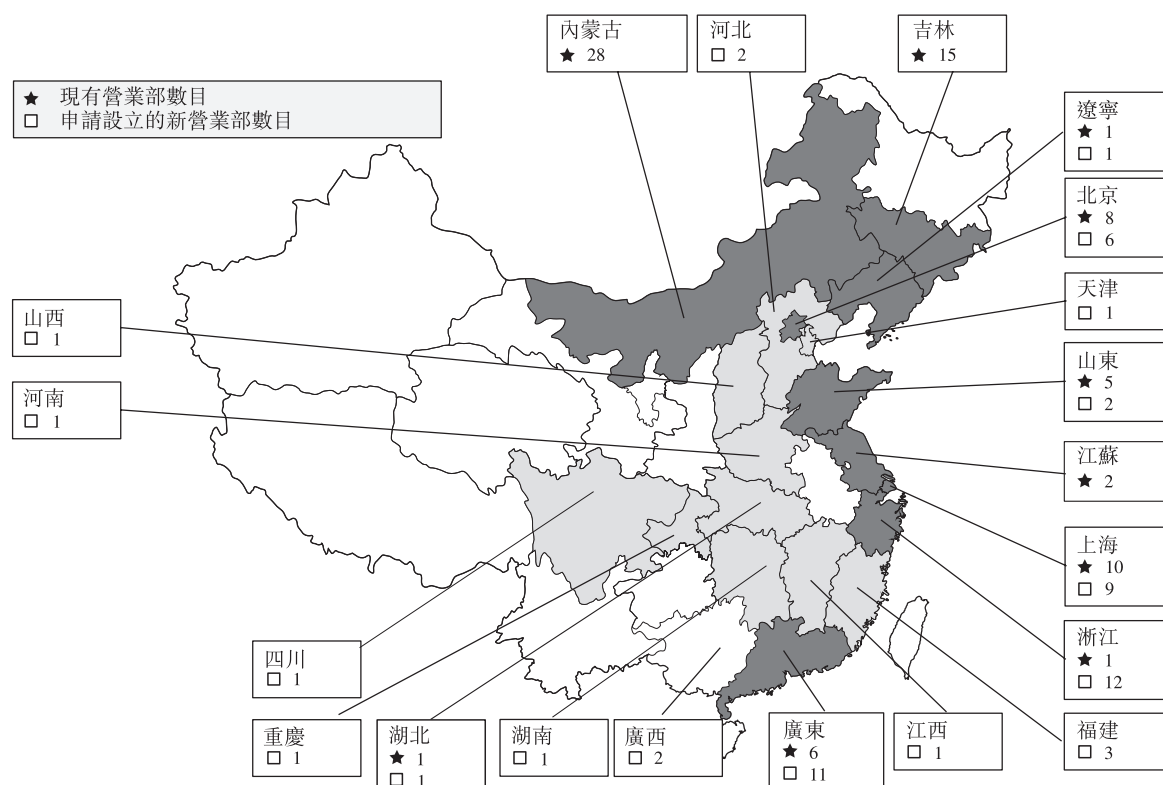 內蒙古
★ 28
河北
□ 2
吉林
★ 15
★ 現有營業部數目
□ 申請設立的新營業部數目
遼寧
★ 1
□ 1
北京
★ 8
□ 6
天津
□ 1
山西
□ 1
山東
★ 5
□ 2
河南
□ 1
江蘇
★ 2
上海
★ 10
□ 9
浙江
★ 1
□ 12
四川
□ 1
重慶
□ 1
湖北
★ 1
□ 1
湖南
□ 1
廣西
□ 2
廣東
★ 6
□ 11
江西
□ 1
福建
□ 3